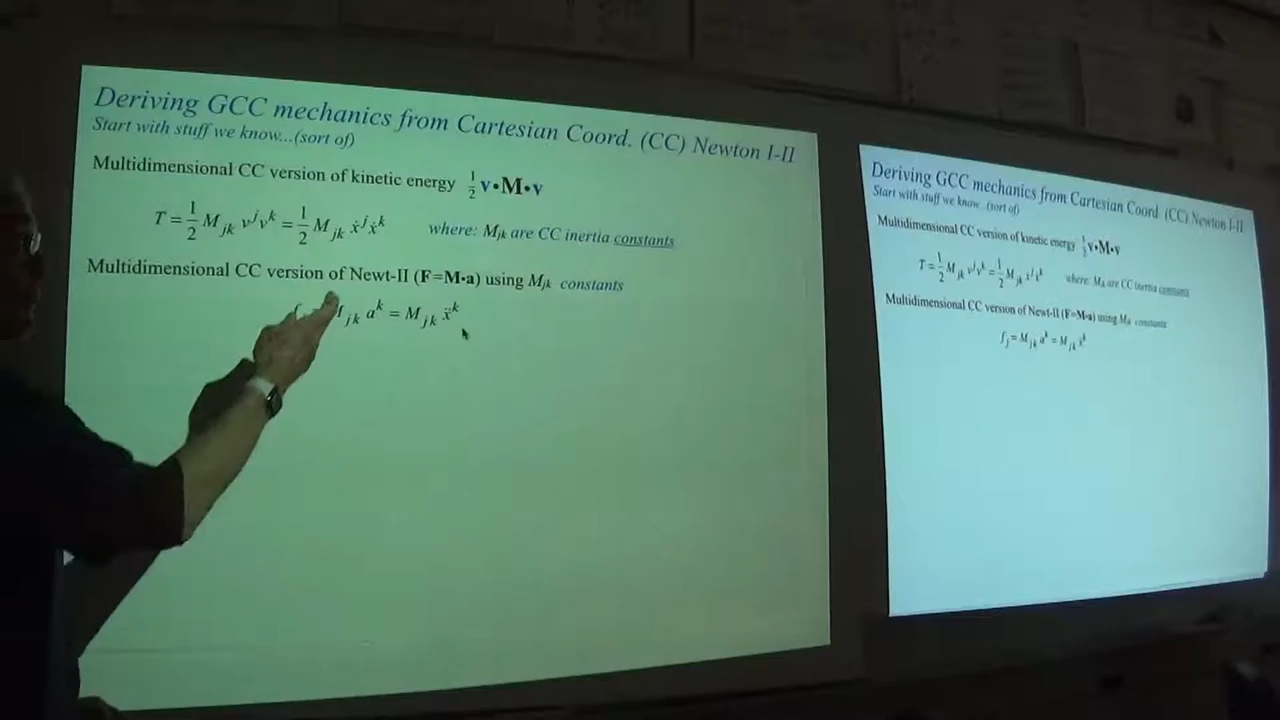 Deriving GCC mechanics from Cartesian Coord. (CC) Newton I-II
Start with stuff we know...(sort of)
Multidimensional CC version of kinetic energy ½ v•M•v
T = ½ M_jk v^j v^k = ½ M_jk ẋ^j ẋ^k where: M_jk are CC inertia constants
Multidimensional CC version of Newt-II (F=M•a) using M_jk constants
M_jk a^k = M_jk ẍ^k
Deriving GCC mechanics from Cartesian Coord. (CC) Newton I-II
Start with stuff we know...(sort of)
Multidimensional CC version of kinetic energy ½ v•M•v
T = ½ M_jk v^j v^k = ½ M_jk ẋ^j ẋ^k where: M_jk are CC inertia constants
Multidimensional CC version of Newt-II (F=M•a) using M_jk constants
f_j = M_jk a^k = M_jk ẍ^k